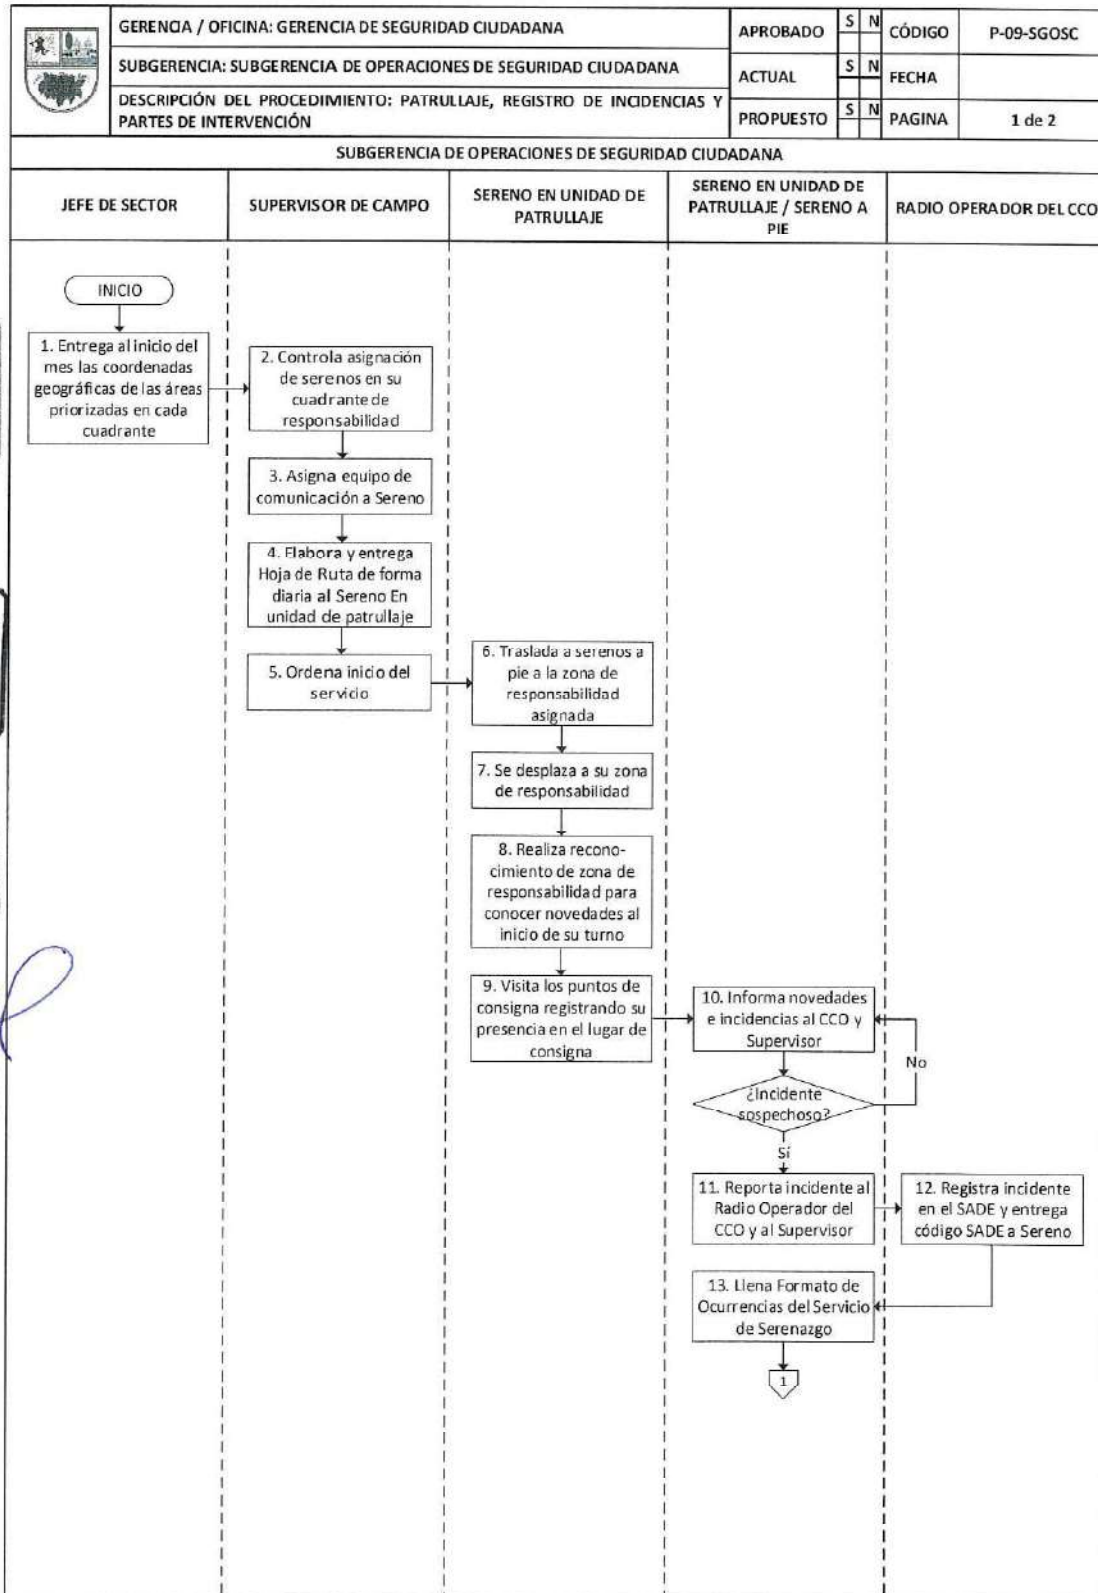 GERENCIA / OFICINA: GERENCIA DE SEGURIDAD CIUDADANA
SUBGERENCIA: SUBGERENCIA DE OPERACIONES DE SEGURIDAD CIUDADANA
DESCRIPCIÓN DEL PROCEDIMIENTO: PATRULLAJE, REGISTRO DE INCIDENCIAS Y
PARTES DE INTERVENCIÓN
APROBADO S N CÓDIGO P-09-SGOSC
ACTUAL S N FECHA
PROPUESTO S N PAGINA 1 de 2
SUBGERENCIA DE OPERACIONES DE SEGURIDAD CIUDADANA
JEFE DE SECTOR
SUPERVISOR DE CAMPO
SERENO EN UNIDAD DE
PATRULLAJE
SERENO EN UNIDAD DE
PATRULLAJE / SERENO A
PIE
RADIO OPERADOR DEL CCO
INICIO
1. Entrega al inicio del
mes las coordenadas
geográficas de las áreas
priorizadas en cada
cuadrante
2. Controla asignación
de serenos en su
cuadrante de
responsabilidad
3. Asigna equipo de
comunicación a Sereno
4. Elabora y entrega
Hoja de Ruta de forma
diaria al Sereno En
unidad de patrullaje
5. Ordena inicio del
servicio
6. Traslada a serenos a
pie a la zona de
responsabilidad
asignada
7. Se desplaza a su zona
de responsabilidad
8. Realiza recono-
cimiento de zona de
responsabilidad para
conocer novedades al
inicio de su turno
9. Visita los puntos de
consigna registrando su
presencia en el lugar de
consigna
10. Informa novedades
e incidencias al CCO y
Supervisor
No
¿Incidente
sospechoso?
Sí
11. Reporta incidente al
Radio Operador del
CCO y al Supervisor
12. Registra incidente
en el SADE y entrega
código SADE a Sereno
13. Llena Formato de
Ocurrencias del Servicio
de Serenazgo
1